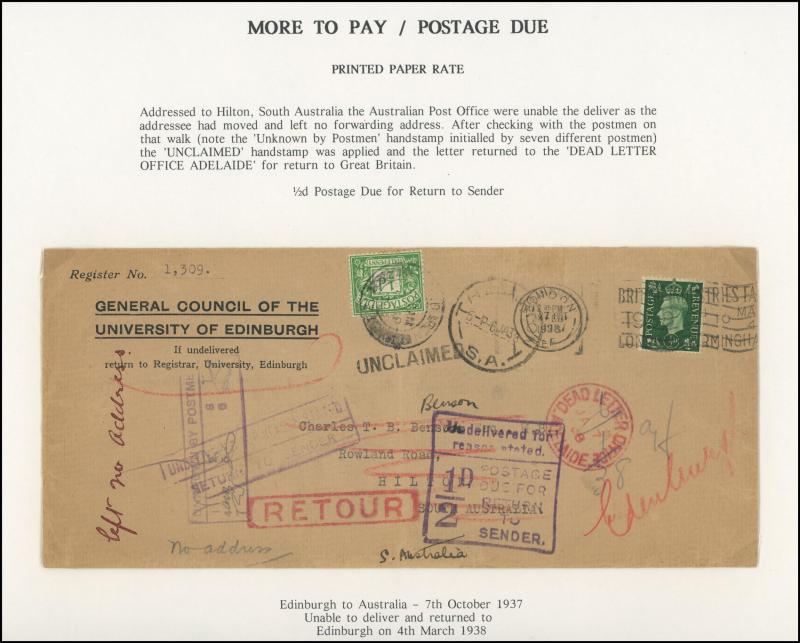 MORE TO PAY / POSTAGE DUE
PRINTED PAPER RATE
Addressed to Hilton, South Australia the Australian Post Office were unable the deliver as the
addressee had moved and left no forwarding address. After checking with the postmen on
that walk (note the 'Unknown by Postmen' handstamp initialled by seven different postmen)
the 'UNCLAIMED' handstamp was applied and the letter returned to the 'DEAD LETTER
OFFICE ADELAIDE' for return to Great Britain.
½d Postage Due for Return to Sender
Register No. 1,309.
GENERAL COUNCIL OF THE
UNIVERSITY OF EDINBURGH
If undelivered
return to Registrar, University, Edinburgh
POSTAGE
REVENUE
LONDON
UNCLAIMED
S.A.
left no address
Benson
Charles T. B.
Rowland Road,
HILTON
SOUTH AUSTRALIA
S. Australia
No address
RETOUR
TO SENDER
DEAD LETTER
Undelivered for
reason stated.
1D
2
POSTAGE
DUE FOR
RETURN
TO
SENDER.
Edinburgh
Edinburgh to Australia - 7th October 1937
Unable to deliver and returned to
Edinburgh on 4th March 1938